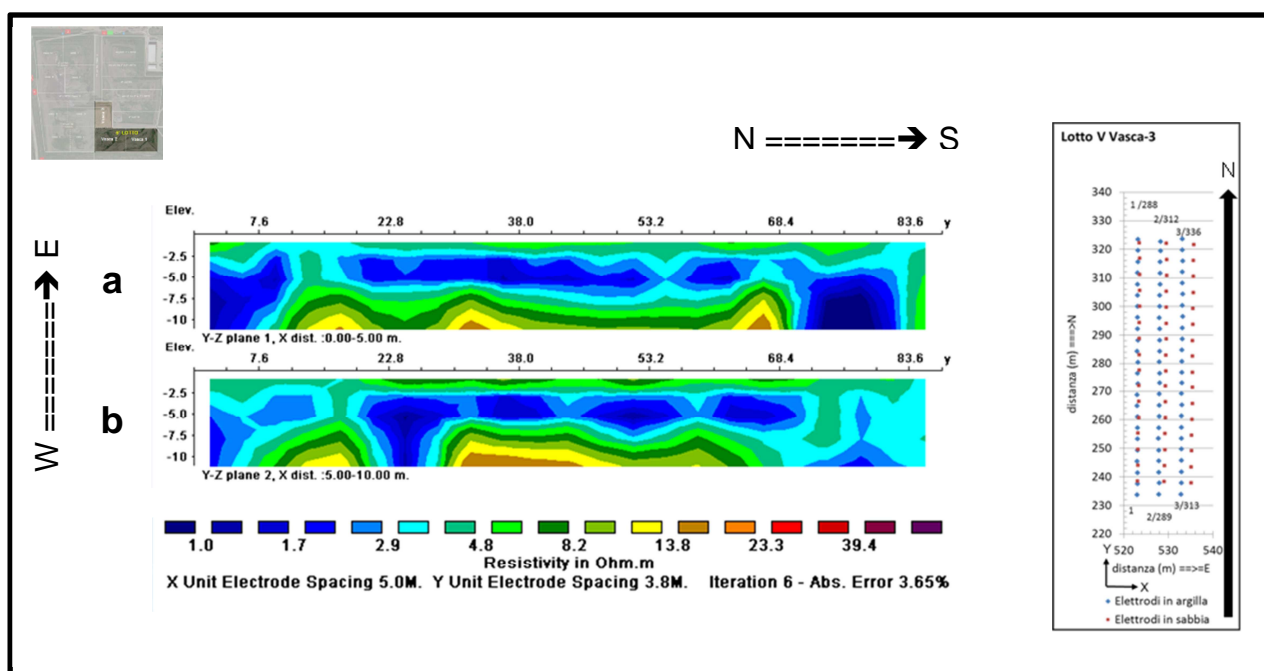 N =======➔ S
W =======➔ E
a
Elev.
7.6 22.8 38.0 53.2 68.4 83.6 y
-2.5
-5.0
-7.5
-10
Y-Z plane 1, X dist. :0.00-5.00 m.
b
Elev.
7.6 22.8 38.0 53.2 68.4 83.6 y
-2.5
-5.0
-7.5
-10
Y-Z plane 2, X dist. :5.00-10.00 m.
1.0 1.7 2.9 4.8 8.2 13.8 23.3 39.4
Resistivity in Ohm.m
X Unit Electrode Spacing 5.0M. Y Unit Electrode Spacing 3.8M. Iteration 6 - Abs. Error 3.65%
Lotto V Vasca-3
N
340
330
320
310
300
290
280
270
260
250
240
230
220
distanza (m) ===>N
1 /288
2/312
3/336
1
2/289
3/313
520 530 540
Y
distanza (m) ==>=E
X
Elettrodi in argilla
Elettrodi in sabbia